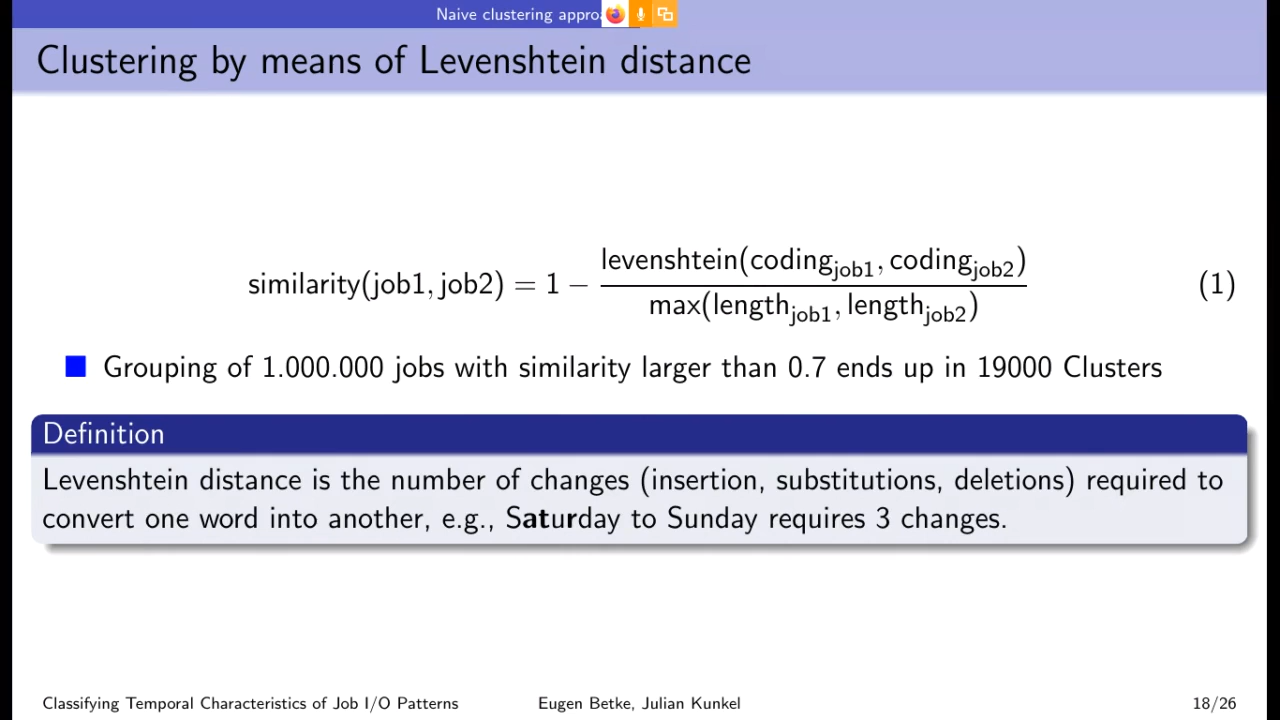 Naive clustering appro
Clustering by means of Levenshtein distance
similarity(job1, job2) = 1 − levenshtein(coding_job1, coding_job2) / max(length_job1, length_job2) (1)
Grouping of 1.000.000 jobs with similarity larger than 0.7 ends up in 19000 Clusters
Definition
Levenshtein distance is the number of changes (insertion, substitutions, deletions) required to
convert one word into another, e.g., Saturday to Sunday requires 3 changes.
Classifying Temporal Characteristics of Job I/O Patterns Eugen Betke, Julian Kunkel 18/26